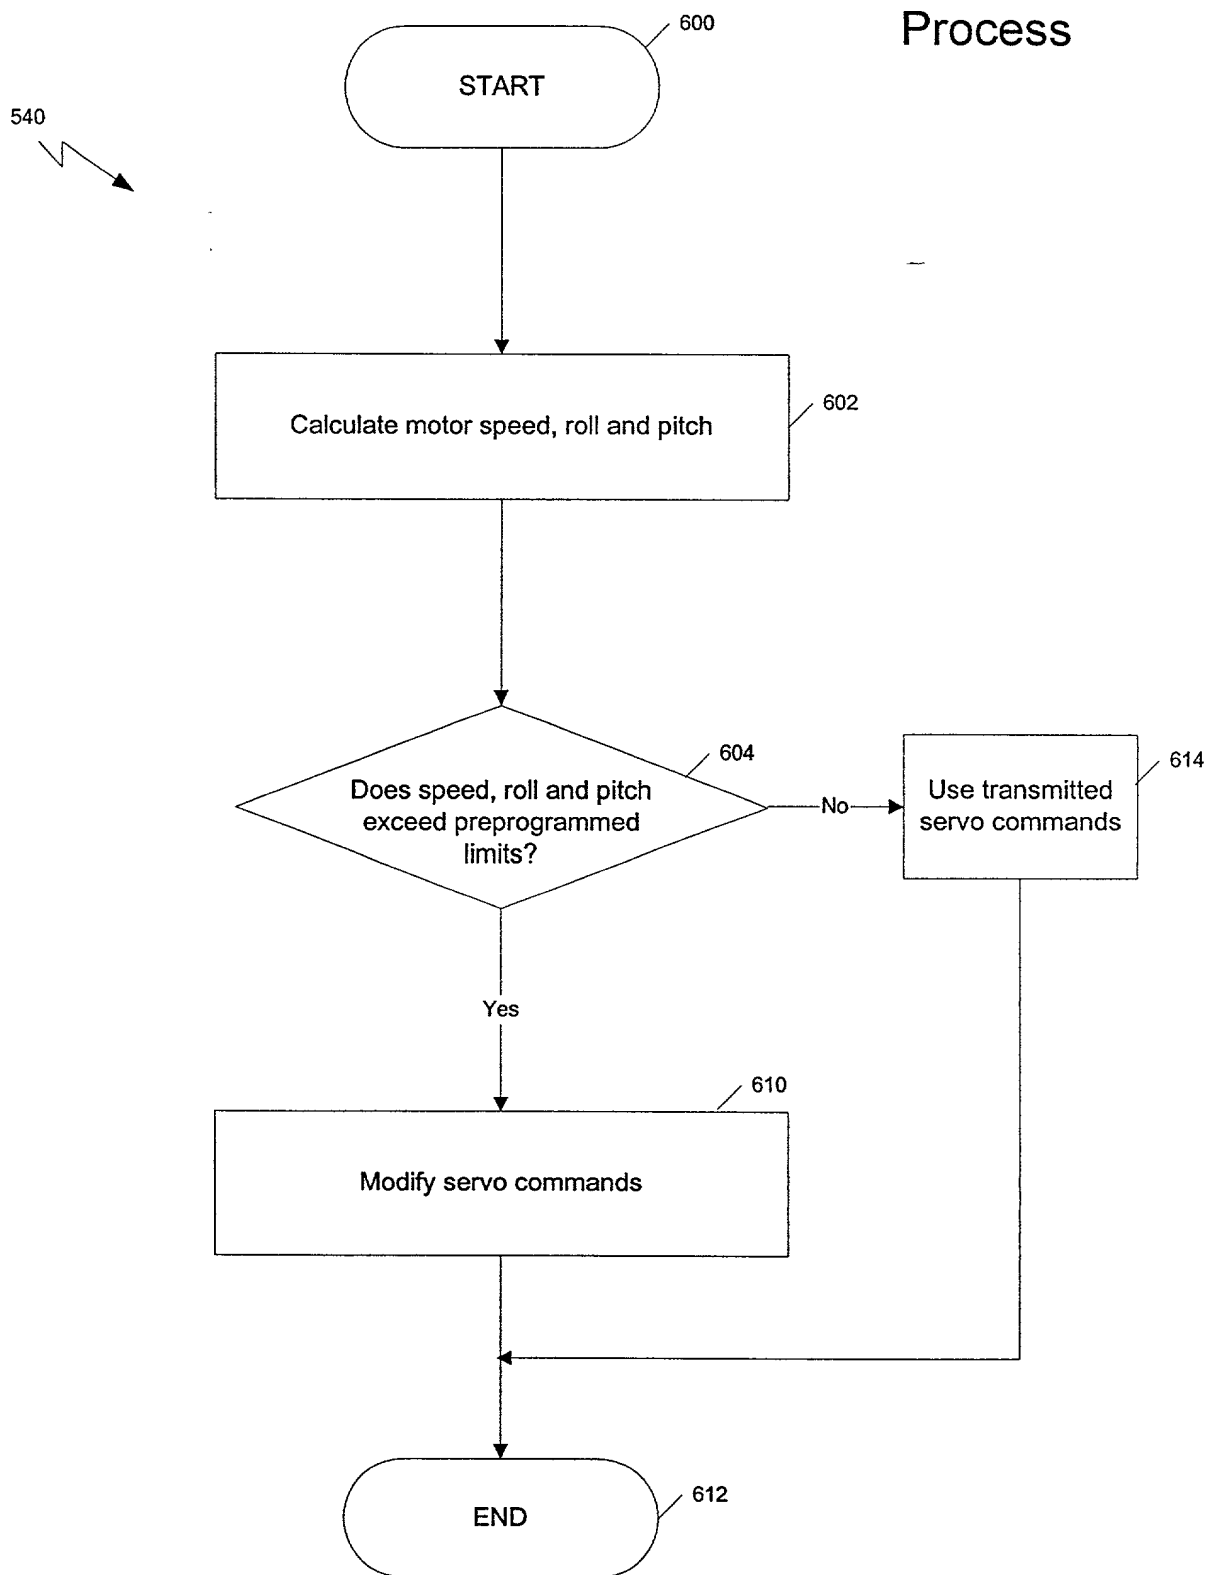 Process
600
START
540
602
Calculate motor speed, roll and pitch
604
Does speed, roll and pitch
exceed preprogrammed
limits?
No
614
Use transmitted
servo commands
Yes
610
Modify servo commands
612
END